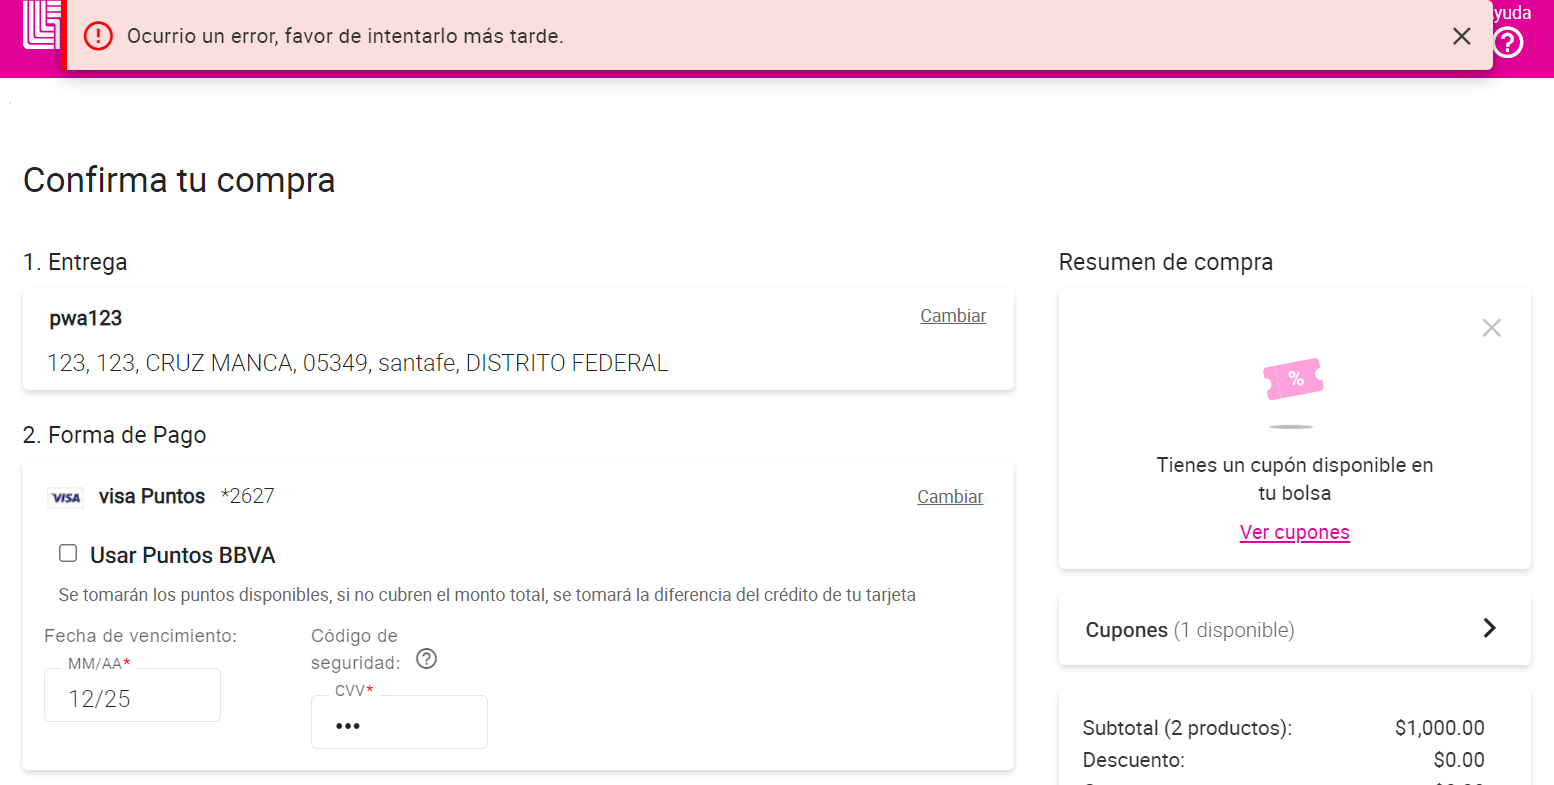 Ocurrio un error, favor de intentarlo más tarde.
yuda
Confirma tu compra
1. Entrega
pwa123
Cambiar
123, 123, CRUZ MANCA, 05349, santafe, DISTRITO FEDERAL
2. Forma de Pago
VISA visa Puntos *2627
Cambiar
Usar Puntos BBVA
Se tomarán los puntos disponibles, si no cubren el monto total, se tomará la diferencia del crédito de tu tarjeta
Fecha de vencimiento:
MM/AA*
12/25
Código de
seguridad:
CVV*
•••
Resumen de compra
%
Tienes un cupón disponible en
tu bolsa
Ver cupones
Cupones (1 disponible)
Subtotal (2 productos): $1,000.00
Descuento: $0.00